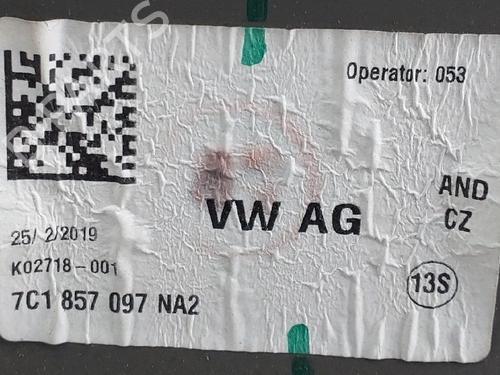 Operator: 053
AND
CZ
VW AG
25/ 2/2019
K02718-001
7C1 857 097 NA2
13S